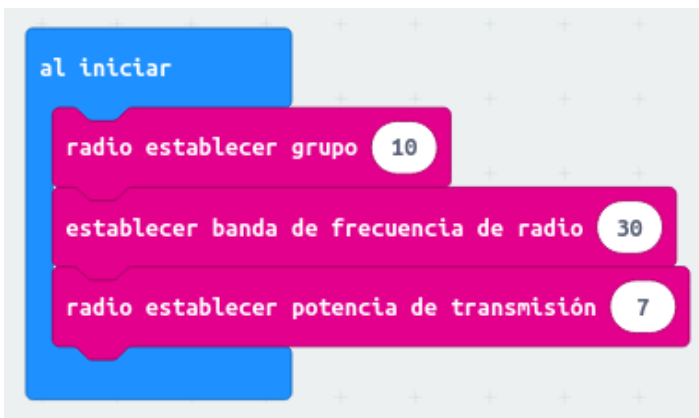 al iniciar
radio establecer grupo 10
establecer banda de frecuencia de radio 30
radio establecer potencia de transmisión 7